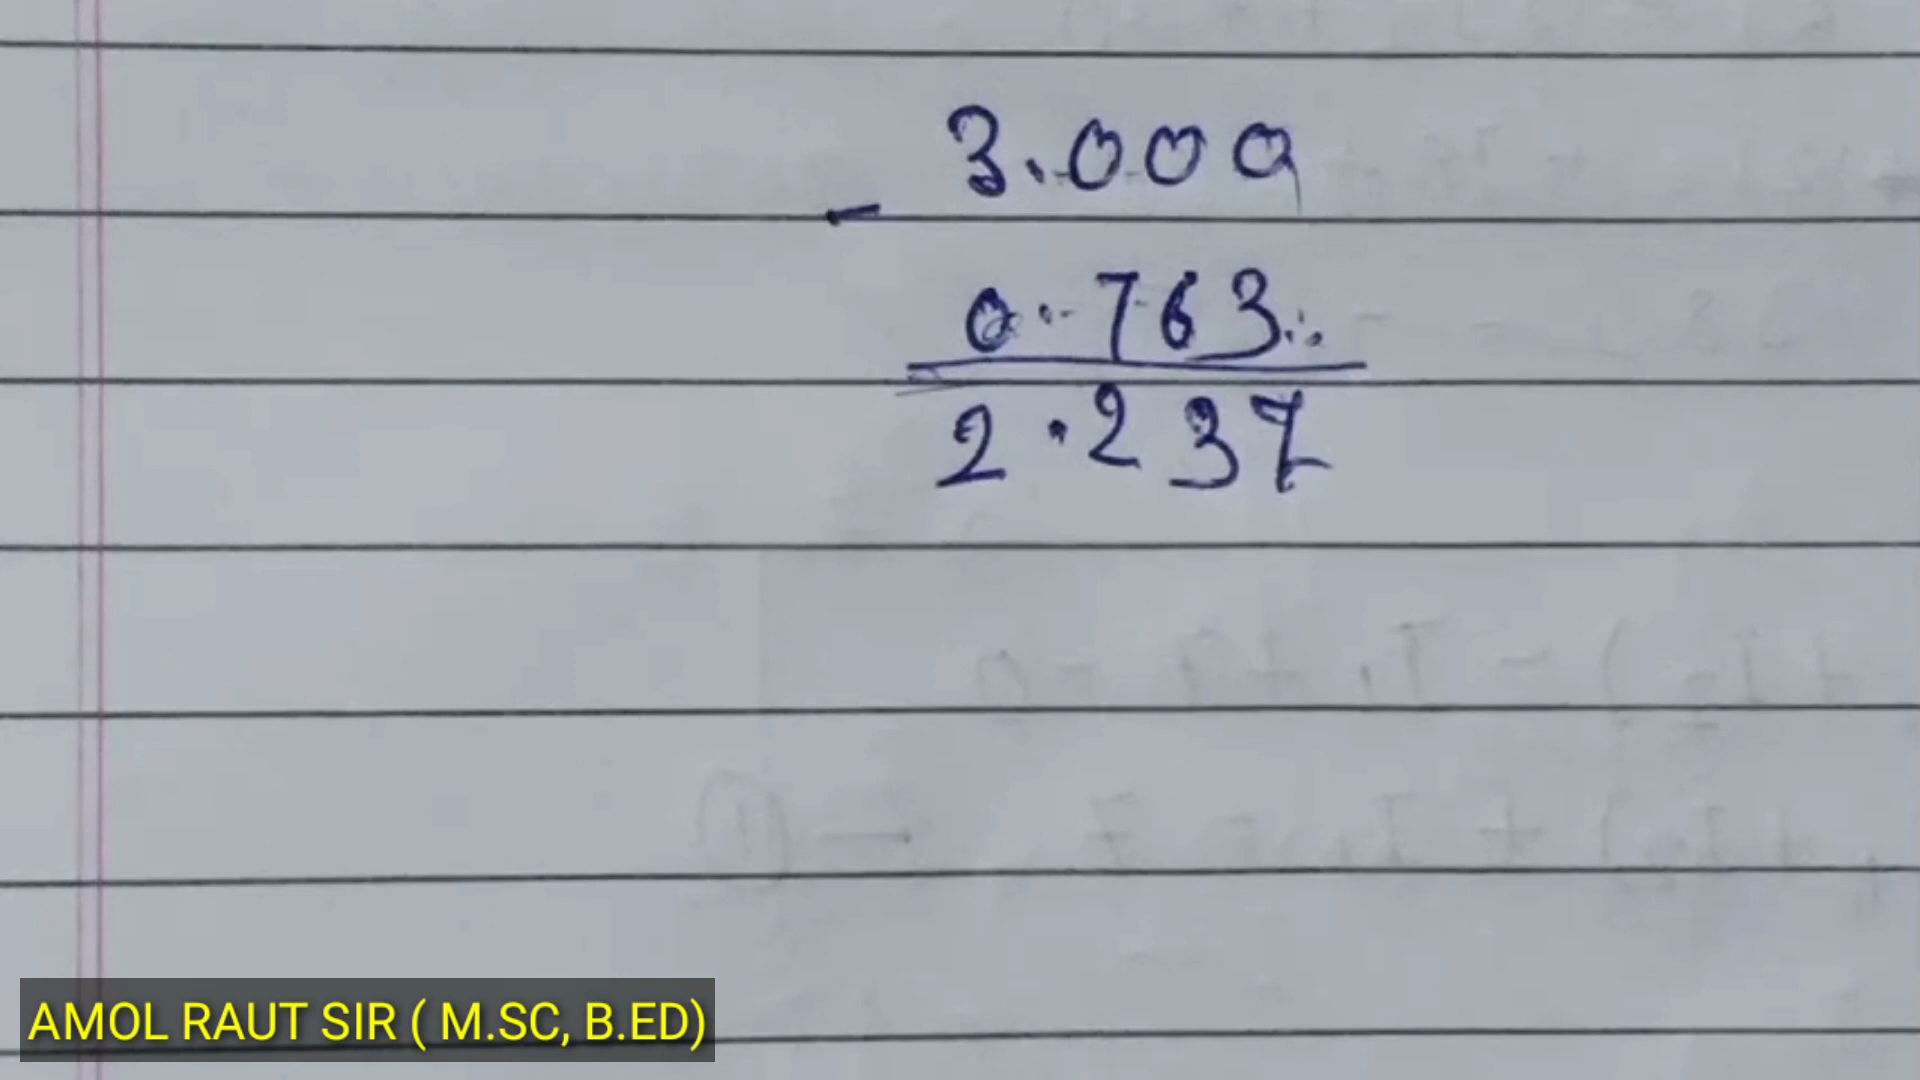 3.000
-
0.763
2.237
AMOL RAUT SIR ( M.SC, B.ED)